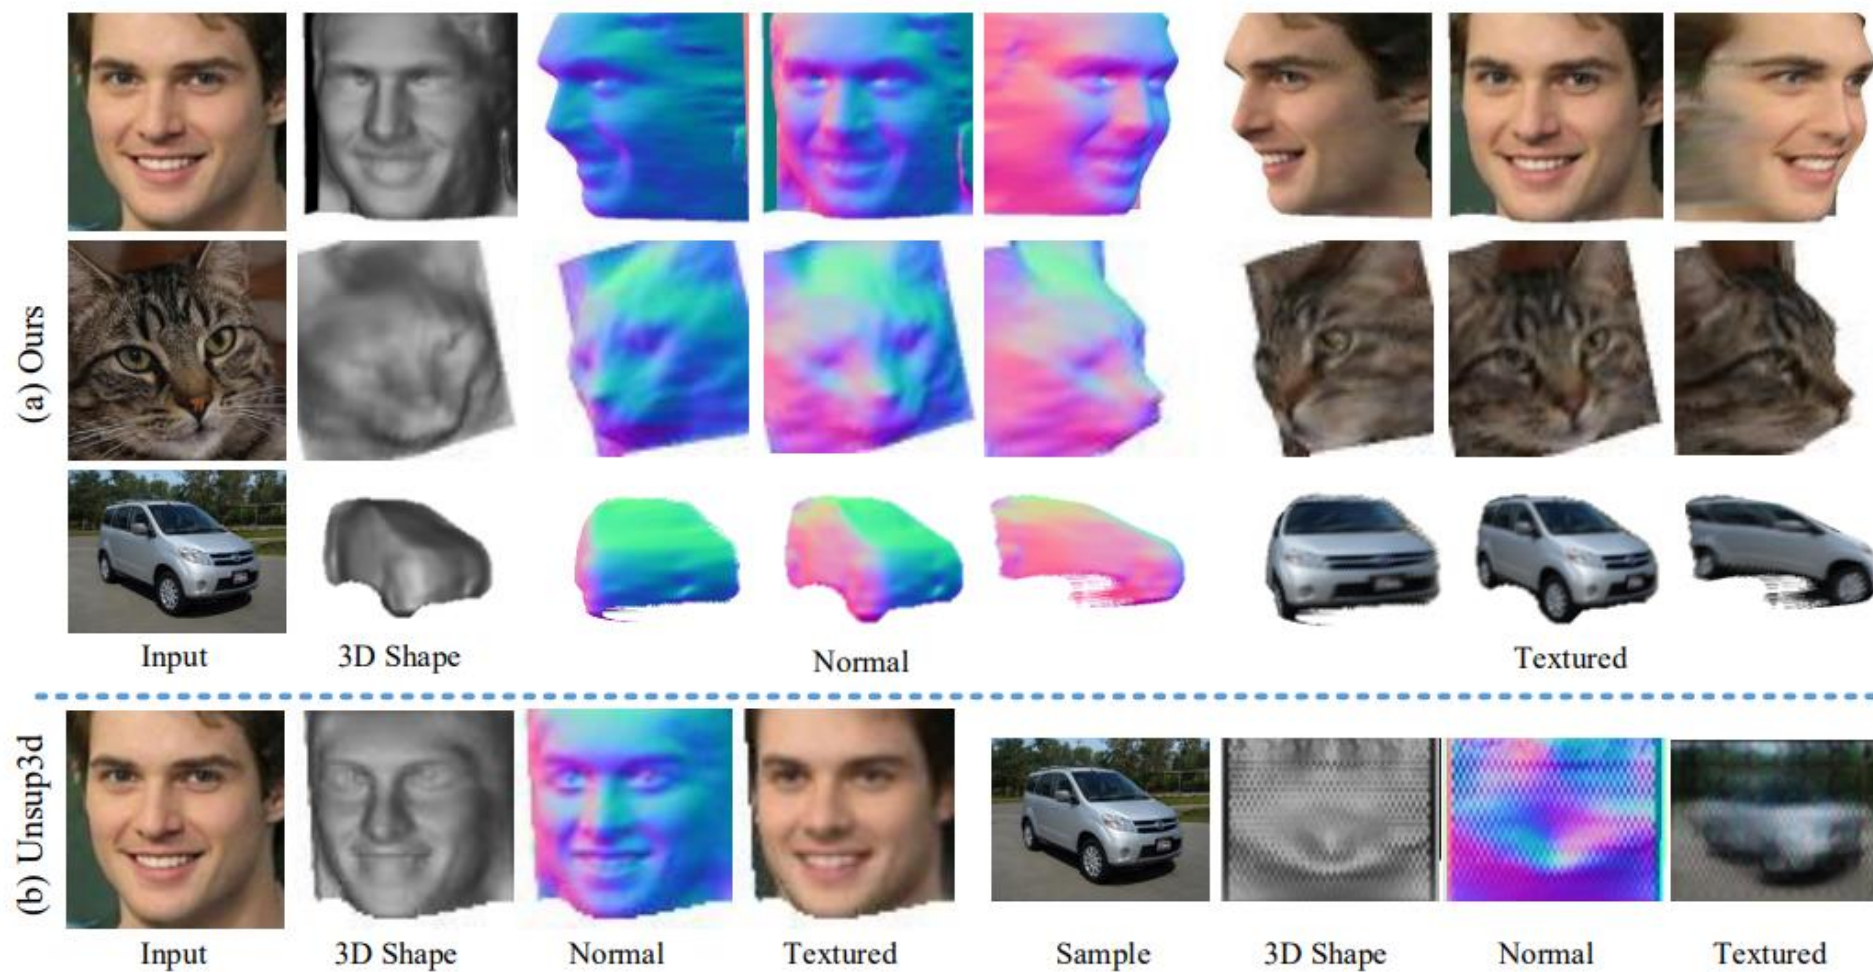 (a) Ours
Input
3D Shape
Normal
Textured
(b) Unsup3d
Input
3D Shape
Normal
Textured
Sample
3D Shape
Normal
Textured